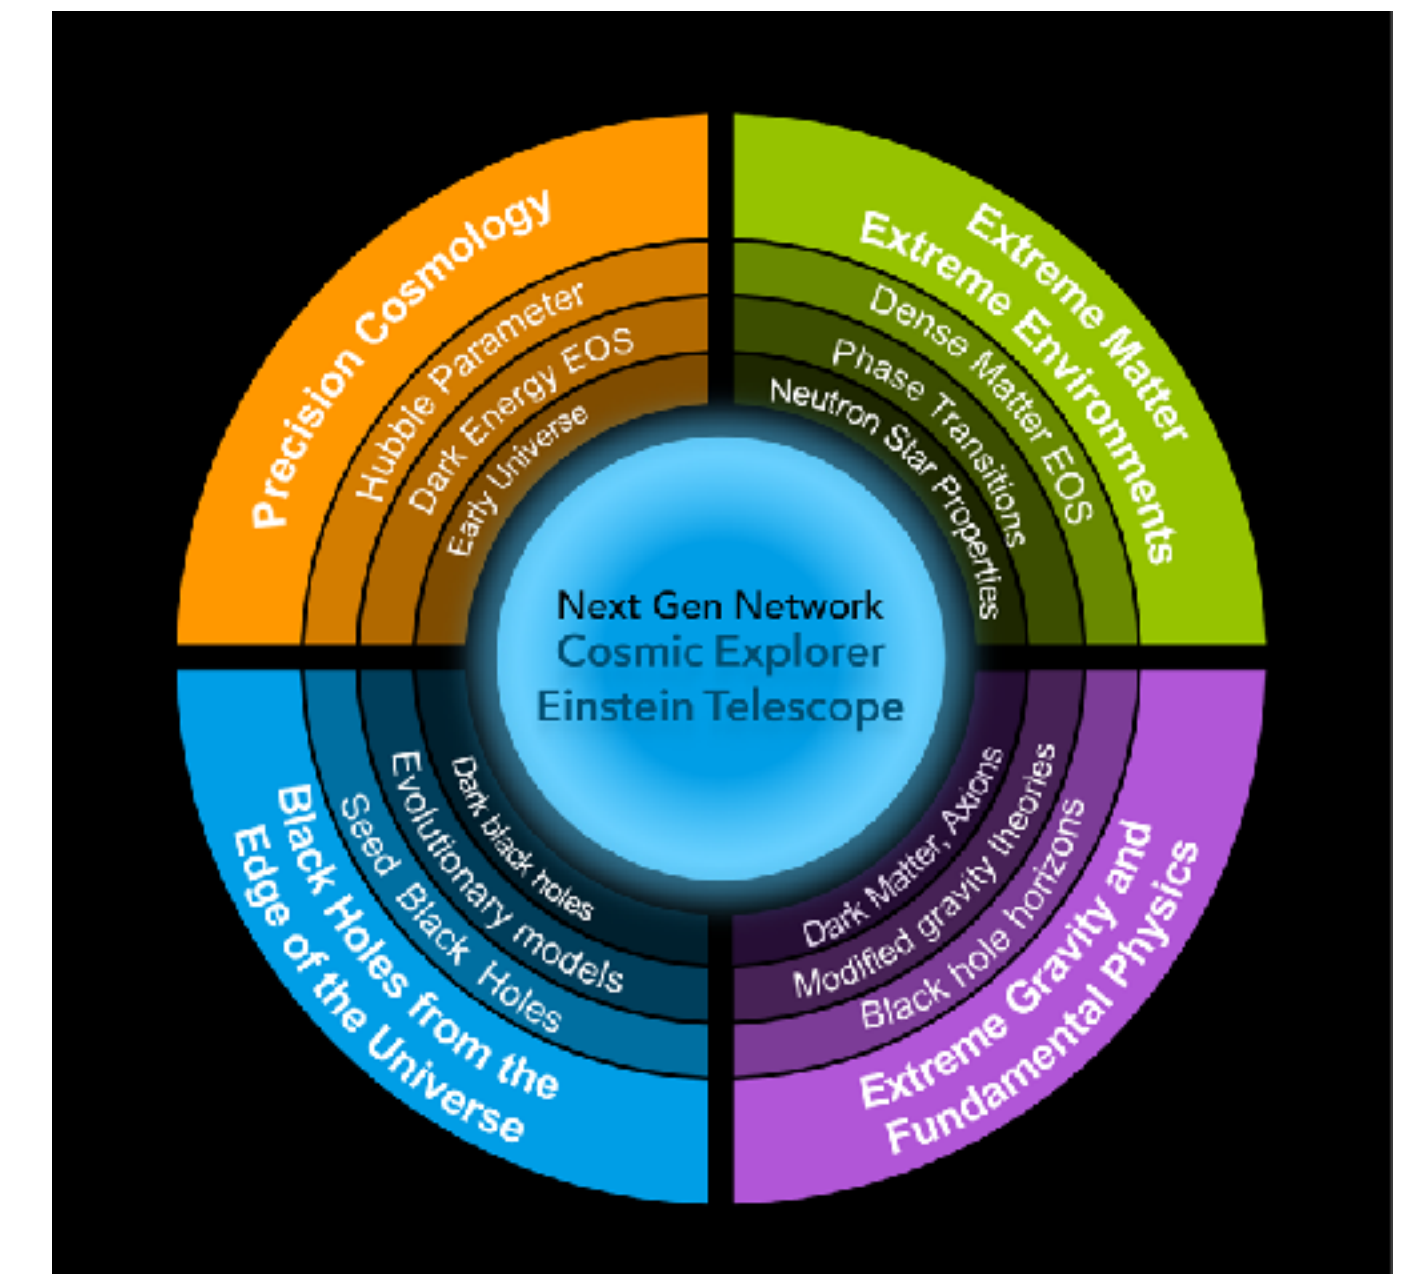 Precision Cosmology
Hubble Parameter
Dark Energy EOS
Early Universe
Extreme Matter
Extreme Environments
Dense Matter EOS
Phase Transitions
Neutron Star Properties
Next Gen Network
Cosmic Explorer
Einstein Telescope
Dark black holes
Evolutionary models
Seed Black Holes
Black Holes from the
Edge of the Universe
Dark Matter, Axions
Modified gravity theories
Black hole horizons
Extreme Gravity and
Fundamental Physics